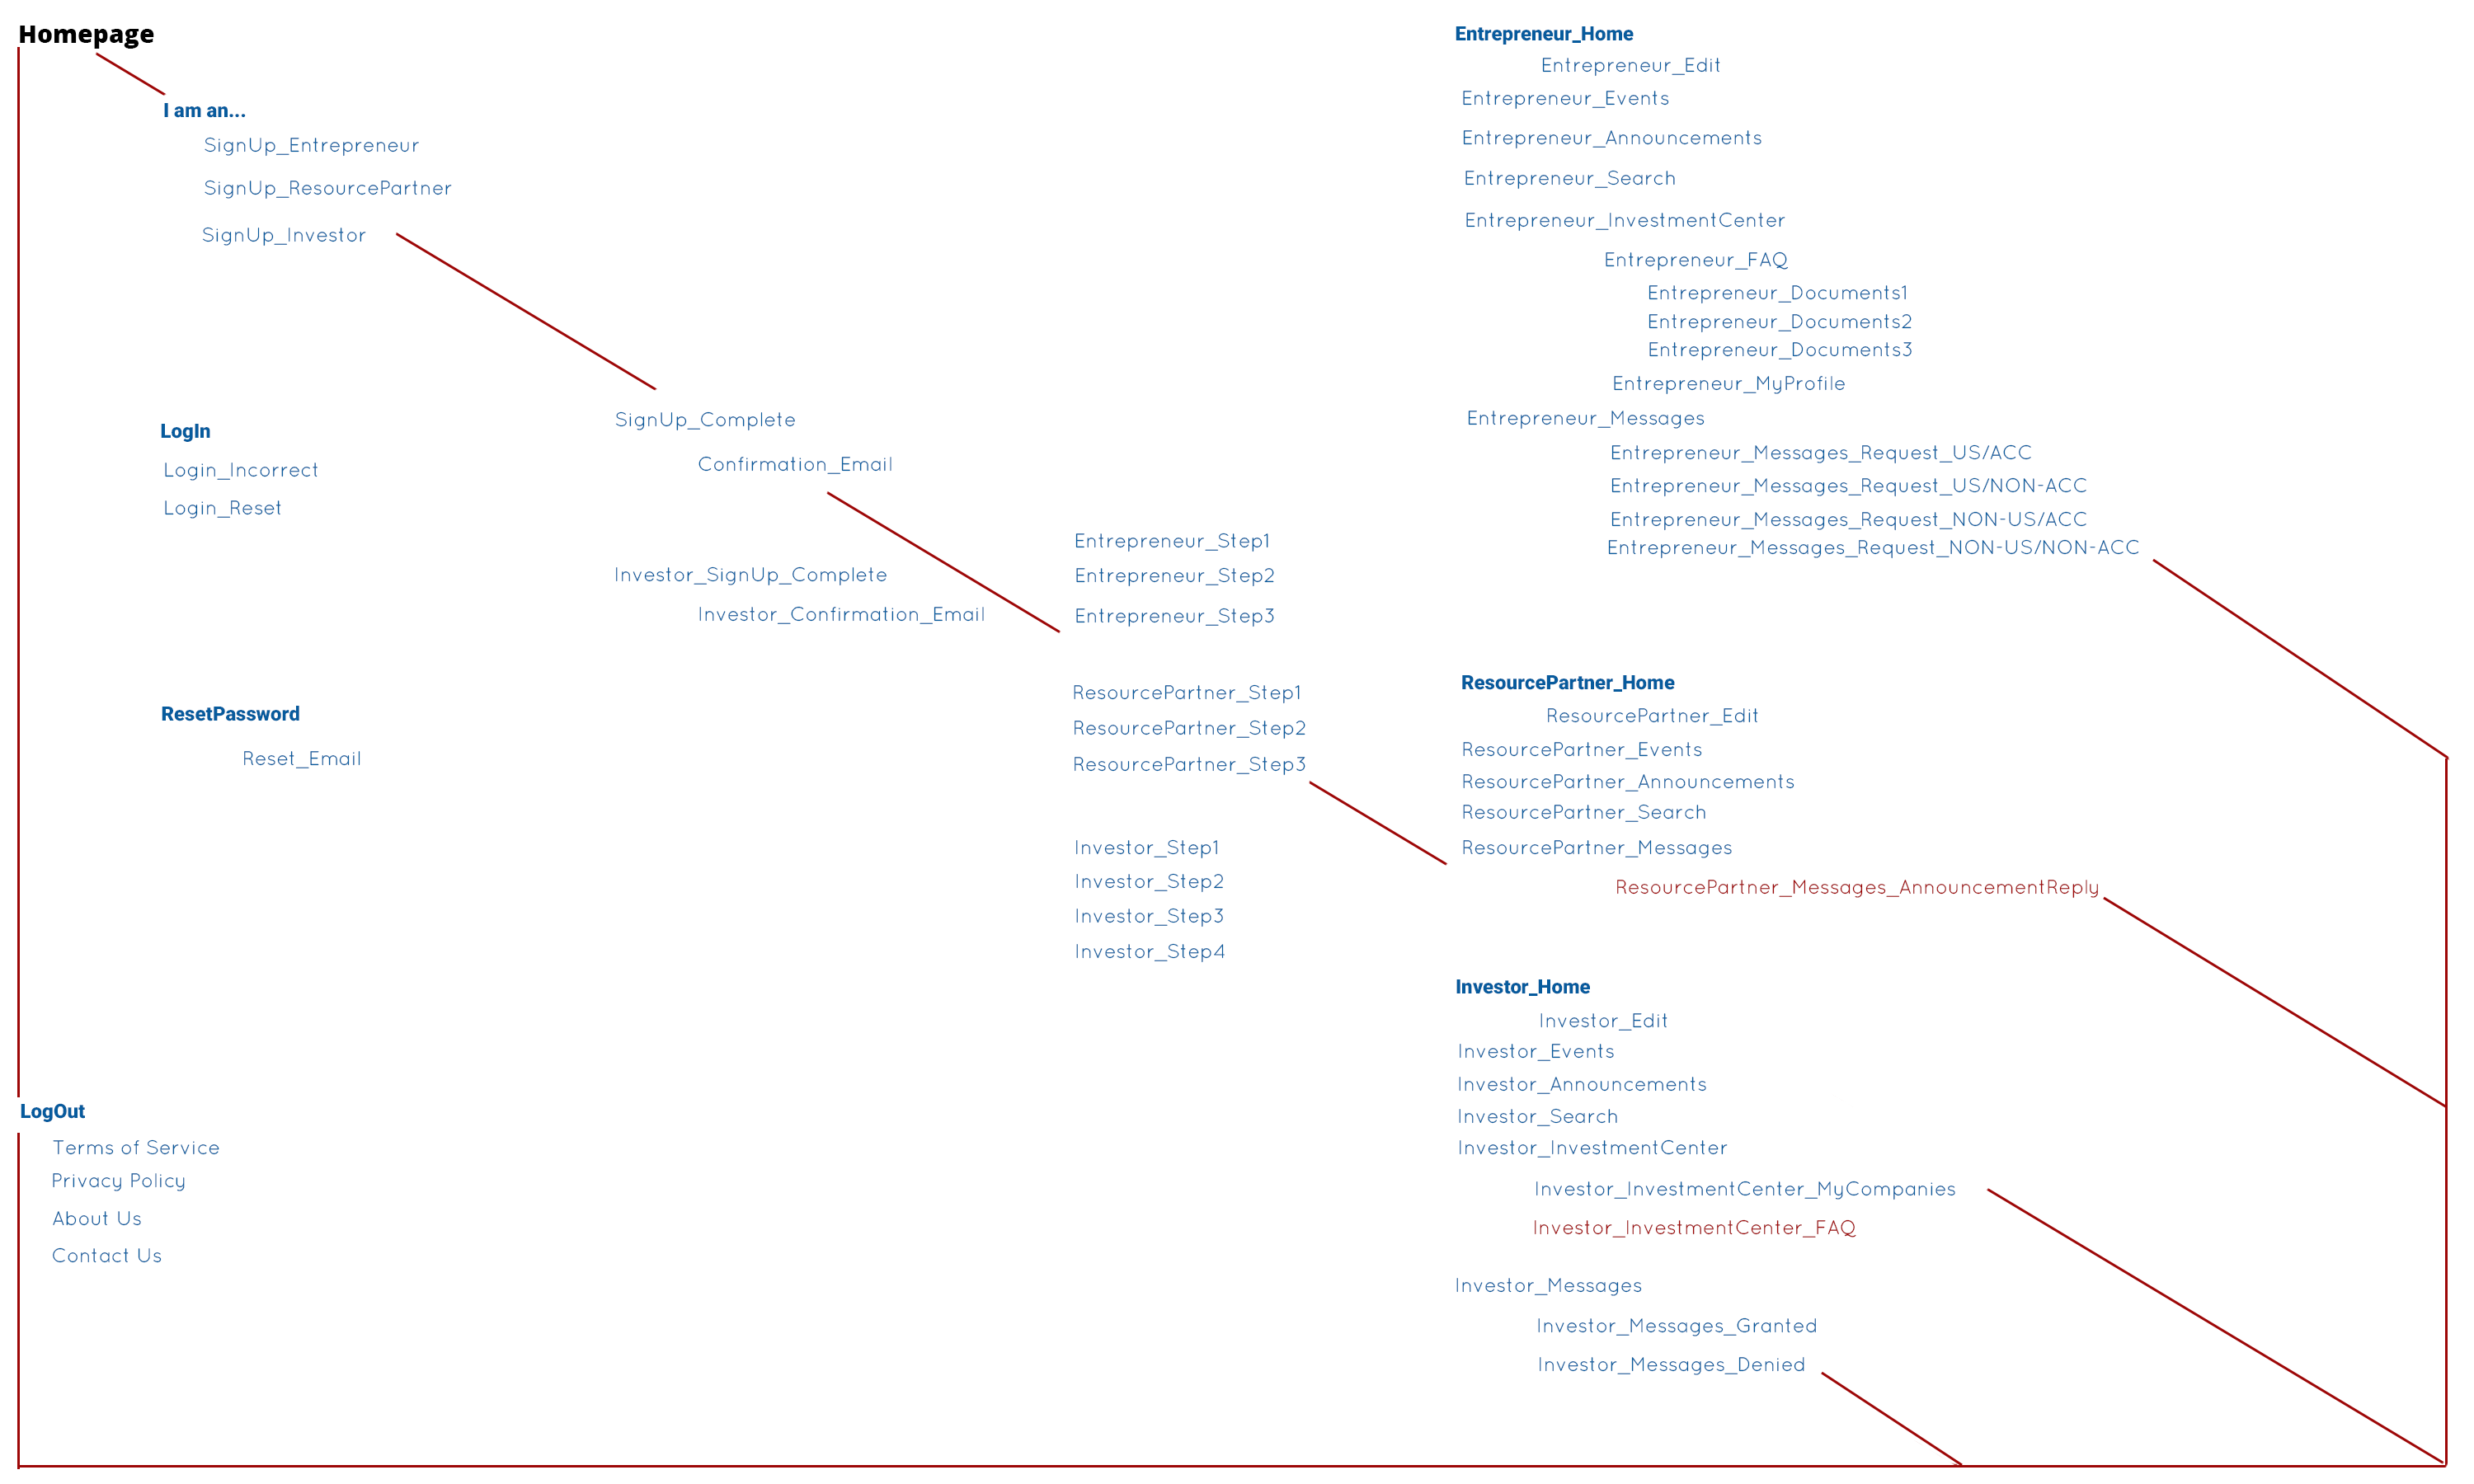 Homepage
I am an...
SignUp_Entrepreneur
SignUp_ResourcePartner
SignUp_Investor
LogIn
Login_Incorrect
Login_Reset
ResetPassword
Reset_Email
LogOut
Terms of Service
Privacy Policy
About Us
Contact Us
SignUp_Complete
Confirmation_Email
Investor_SignUp_Complete
Investor_Confirmation_Email
Entrepreneur_Step1
Entrepreneur_Step2
Entrepreneur_Step3
ResourcePartner_Step1
ResourcePartner_Step2
ResourcePartner_Step3
Investor_Step1
Investor_Step2
Investor_Step3
Investor_Step4
Entrepreneur_Home
Entrepreneur_Edit
Entrepreneur_Events
Entrepreneur_Announcements
Entrepreneur_Search
Entrepreneur_InvestmentCenter
Entrepreneur_FAQ
Entrepreneur_Documents1
Entrepreneur_Documents2
Entrepreneur_Documents3
Entrepreneur_MyProfile
Entrepreneur_Messages
Entrepreneur_Messages_Request_US/ACC
Entrepreneur_Messages_Request_US/NON-ACC
Entrepreneur_Messages_Request_NON-US/ACC
Entrepreneur_Messages_Request_NON-US/NON-ACC
ResourcePartner_Home
ResourcePartner_Edit
ResourcePartner_Events
ResourcePartner_Announcements
ResourcePartner_Search
ResourcePartner_Messages
ResourcePartner_Messages_AnnouncementReply
Investor_Home
Investor_Edit
Investor_Events
Investor_Announcements
Investor_Search
Investor_InvestmentCenter
Investor_InvestmentCenter_MyCompanies
Investor_InvestmentCenter_FAQ
Investor_Messages
Investor_Messages_Granted
Investor_Messages_Denied